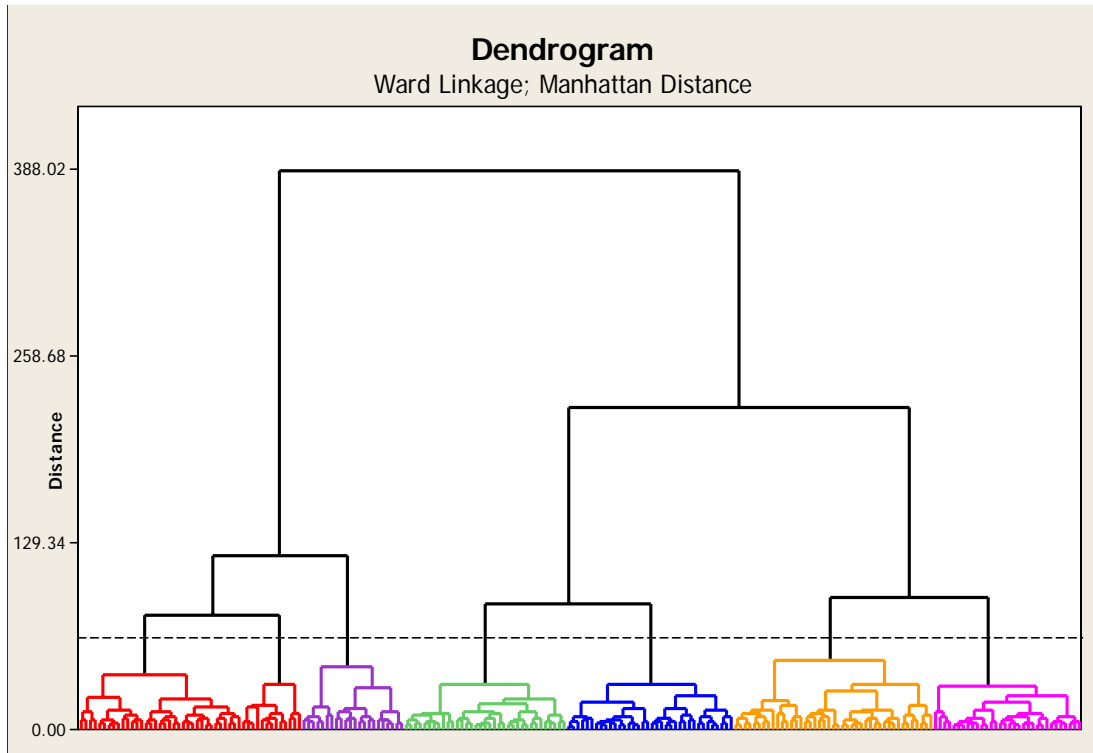 Dendrogram
Ward Linkage; Manhattan Distance
388.02
258.68
129.34
0.00
Distance